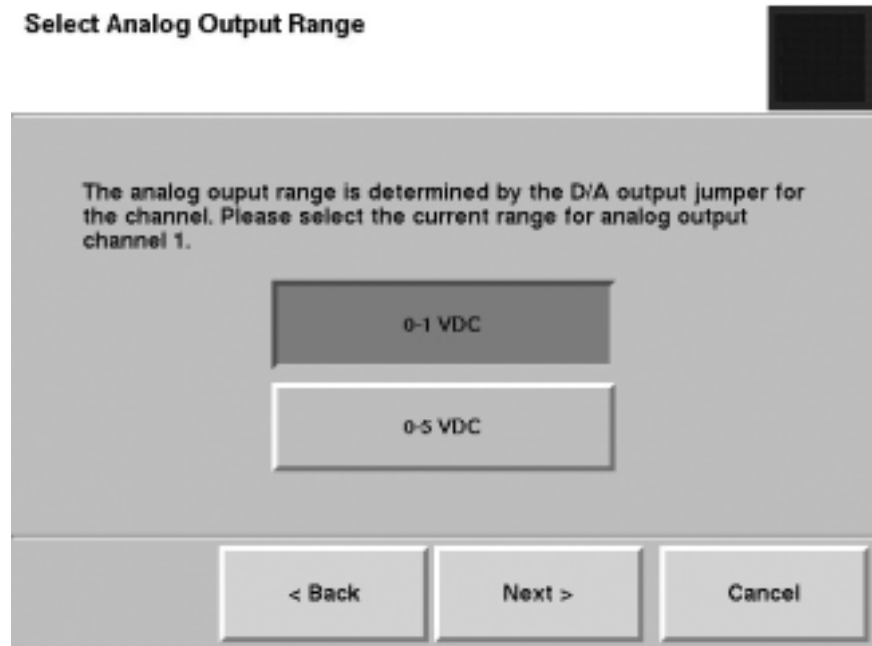 Select Analog Output Range
The analog ouput range is determined by the D/A output jumper for
the channel. Please select the current range for analog output
channel 1.
0-1 VDC
0-5 VDC
< Back
Next >
Cancel